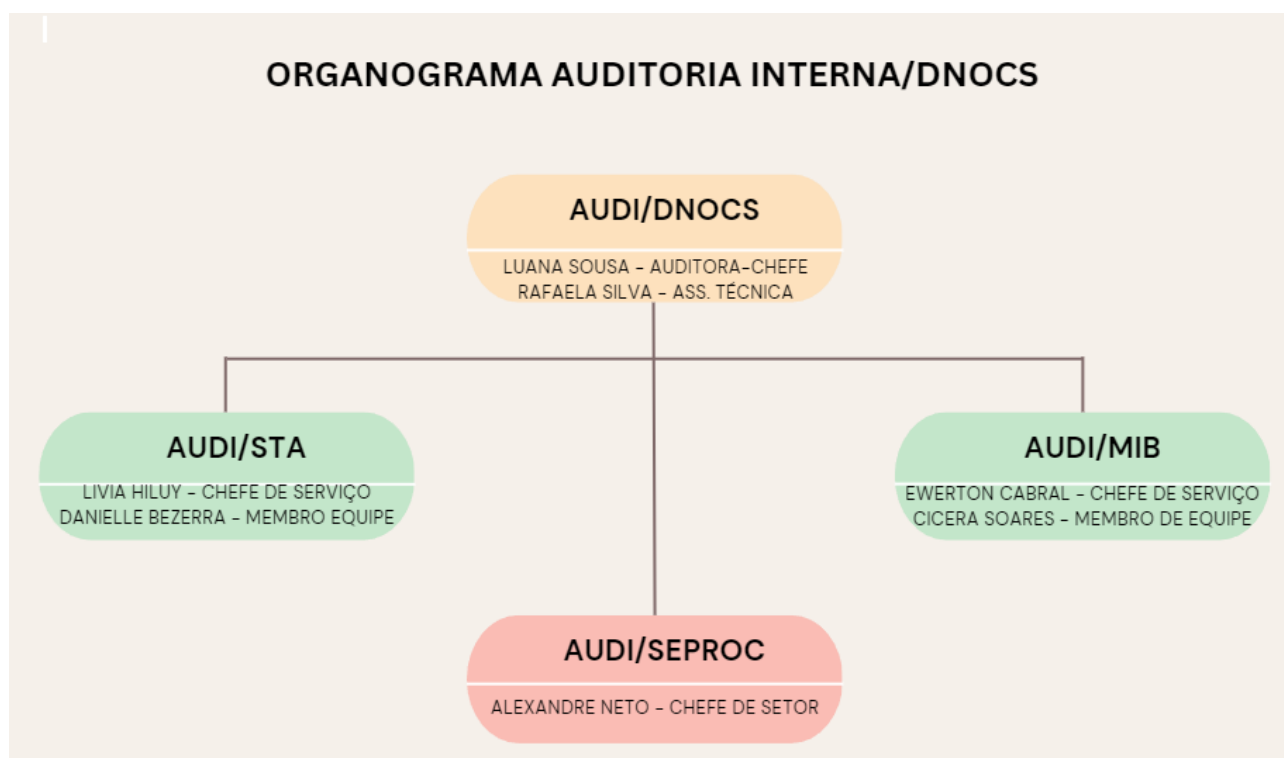 ORGANOGRAMA AUDITORIA INTERNA/DNOCS
AUDI/DNOCS
LUANA SOUSA - AUDITORA-CHEFE
RAFAELA SILVA - ASS. TÉCNICA
AUDI/STA
LIVIA HILUY - CHEFE DE SERVIÇO
DANIELLE BEZERRA - MEMBRO EQUIPE
AUDI/MIB
EWERTON CABRAL - CHEFE DE SERVIÇO
CICERA SOARES - MEMBRO DE EQUIPE
AUDI/SEPROC
ALEXANDRE NETO - CHEFE DE SETOR